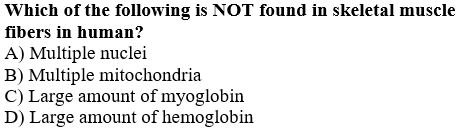 Which of the following is NOT found in skeletal muscle
fibers in human?
A) Multiple nuclei
B) Multiple mitochondria
C) Large amount of myoglobin
D) Large amount of hemoglobin